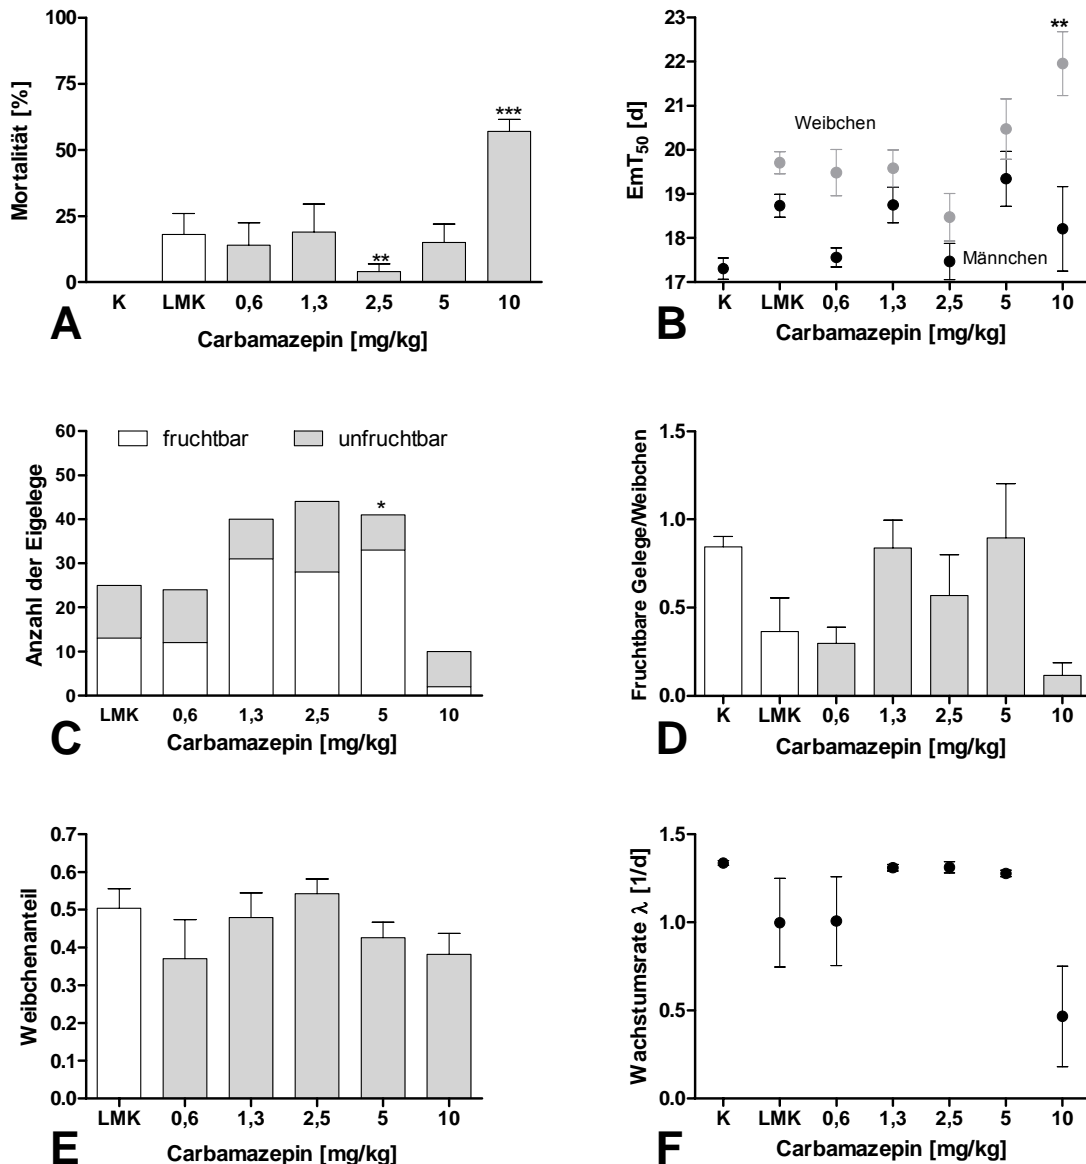 Mortalität [%]
100
75
50
25
0
***
**
K LMK 0,6 1,3 2,5 5 10
A
Carbamazepin [mg/kg]
EmT50 [d]
23
22
21
20
19
18
17
**
Weibchen
Männchen
K LMK 0,6 1,3 2,5 5 10
B
Carbamazepin [mg/kg]
Anzahl der Eigelege
60
50
40
30
20
10
0
fruchtbar unfruchtbar
*
LMK 0,6 1,3 2,5 5 10
C
Carbamazepin [mg/kg]
Fruchtbare Gelege/Weibchen
1.5
1.0
0.5
0.0
K LMK 0,6 1,3 2,5 5 10
D
Carbamazepin [mg/kg]
Weibchenanteil
0.7
0.6
0.5
0.4
0.3
0.2
0.1
0.0
LMK 0,6 1,3 2,5 5 10
E
Carbamazepin [mg/kg]
Wachstumsrate λ [1/d]
1.5
1.0
0.5
0.0
K LMK 0,6 1,3 2,5 5 10
F
Carbamazepin [mg/kg]